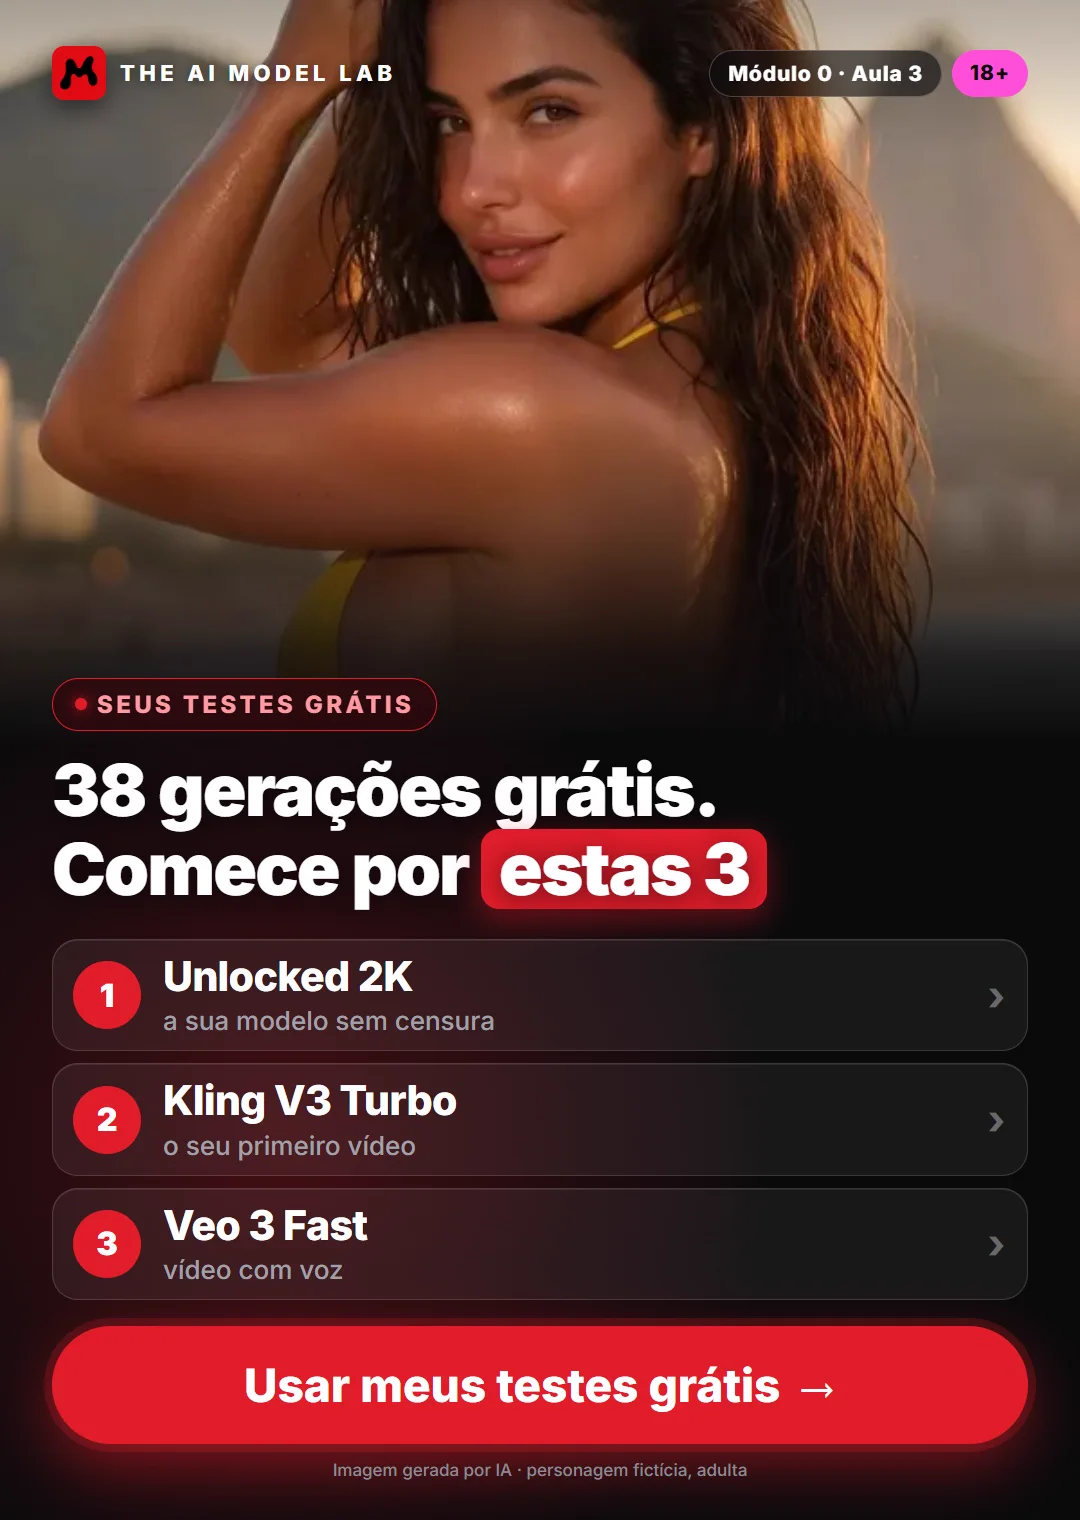 THE AI MODEL LAB
Módulo 0 · Aula 3
18+
SEUS TESTES GRÁTIS
38 gerações grátis.
Comece por estas 3
1
Unlocked 2K
a sua modelo sem censura
2
Kling V3 Turbo
o seu primeiro vídeo
3
Veo 3 Fast
vídeo com voz
Usar meus testes grátis →
Imagem gerada por IA · personagem fictícia, adulta